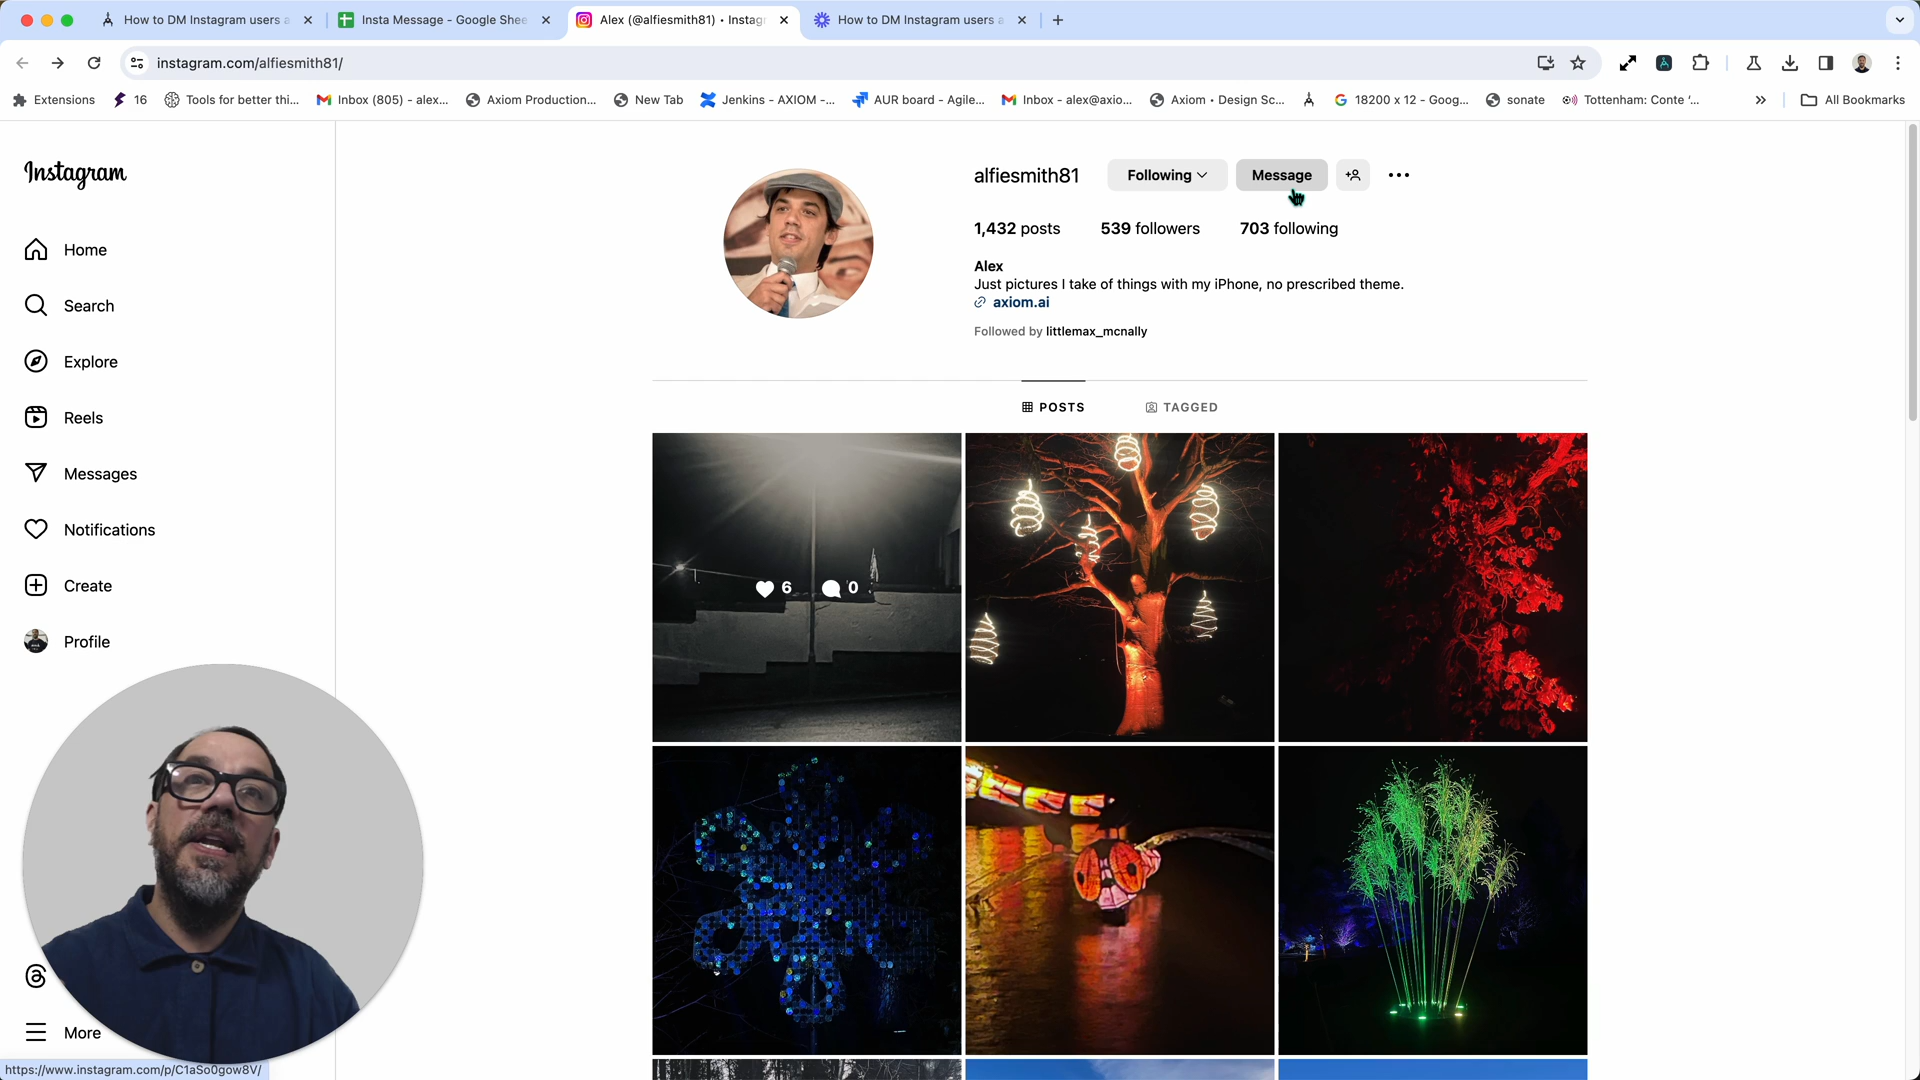 How to DM Instagram users a
Insta Message - Google Shee
Alex (@alfiesmith81) • Instag
How to DM Instagram users a
instagram.com/alfiesmith81/
Extensions
16
Tools for better thi...
Inbox (805) - alex...
Axiom Production...
New Tab
Jenkins - AXIOM -...
AUR board - Agile...
Inbox - alex@axio...
Axiom • Design Sc...
18200 x 12 - Goog...
sonate
Tottenham: Conte '...
All Bookmarks
Instagram
Home
Search
Explore
Reels
Messages
Notifications
Create
Profile
More
alfiesmith81
Following
Message
1,432 posts
539 followers
703 following
Alex
Just pictures I take of things with my iPhone, no prescribed theme.
axiom.ai
Followed by littlemax_mcnally
POSTS
TAGGED
6
0
https://www.instagram.com/p/C1aSo0gow8V/